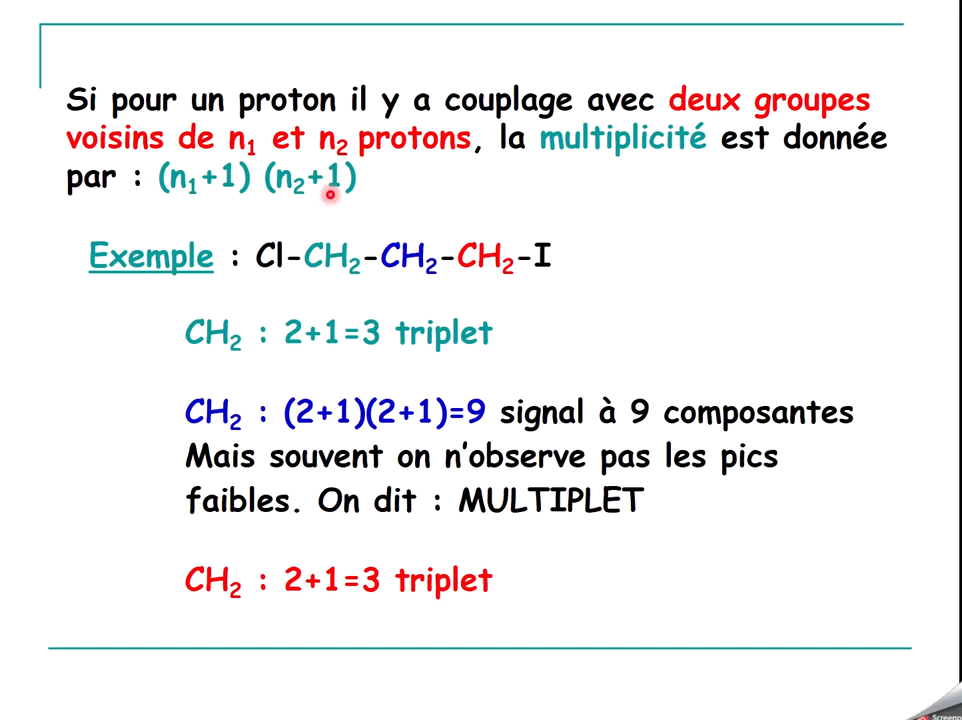 Si pour un proton il y a couplage avec deux groupes
voisins de n₁ et n₂ protons, la multiplicité est donnée
par : (n₁+1) (n₂+1)
Exemple : Cl-CH₂-CH₂-CH₂-I
CH₂ : 2+1=3 triplet
CH₂ : (2+1)(2+1)=9 signal à 9 composantes
Mais souvent on n’observe pas les pics
faibles. On dit : MULTIPLET
CH₂ : 2+1=3 triplet